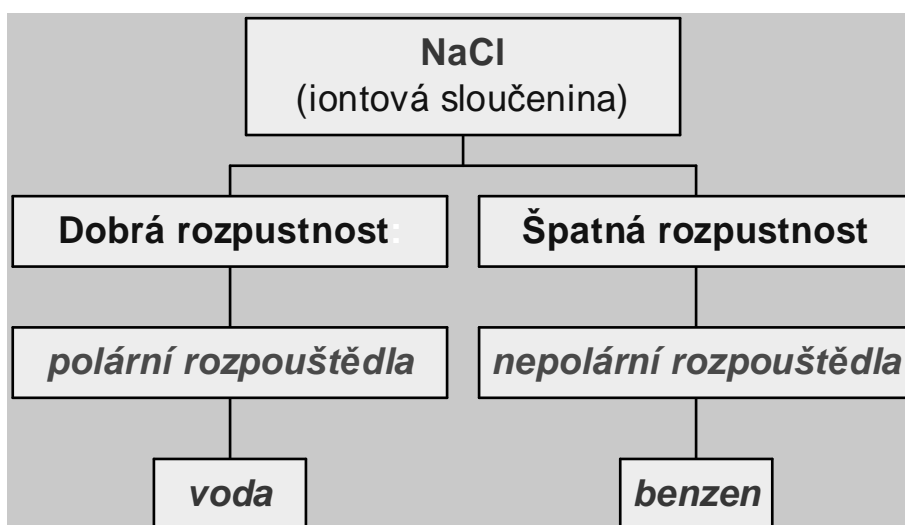 NaCl
(iontová sloučenina)
Dobrá rozpustnost:
Špatná rozpustnost
polární rozpouštědla
nepolární rozpouštědla
voda
benzen